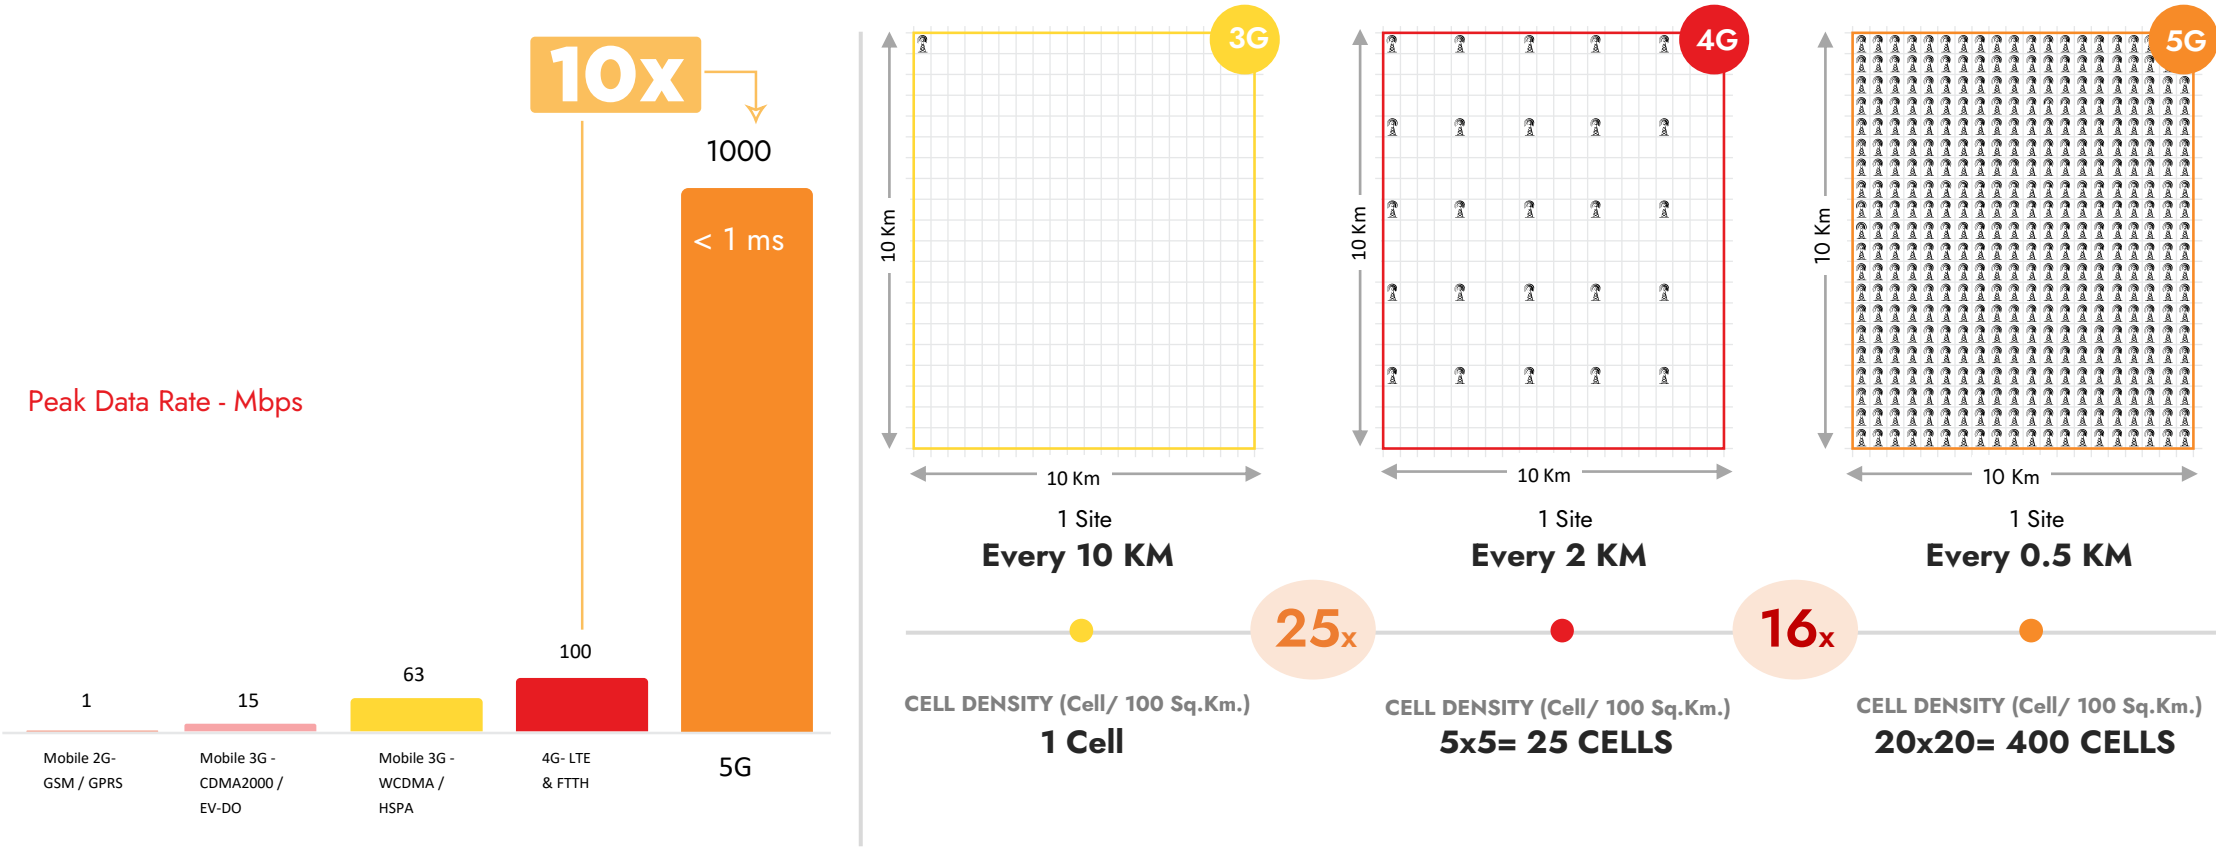 10x
1000
< 1 ms
Peak Data Rate - Mbps
1
15
63
100
Mobile 2G-
GSM / GPRS
Mobile 3G -
CDMA2000 /
EV-DO
Mobile 3G -
WCDMA /
HSPA
4G- LTE
& FTTH
5G
3G
10 Km
10 Km
1 Site
Every 10 KM
4G
10 Km
10 Km
1 Site
Every 2 KM
5G
10 Km
10 Km
1 Site
Every 0.5 KM
25x
16x
CELL DENSITY (Cell/ 100 Sq.Km.)
1 Cell
CELL DENSITY (Cell/ 100 Sq.Km.)
5x5= 25 CELLS
CELL DENSITY (Cell/ 100 Sq.Km.)
20x20= 400 CELLS